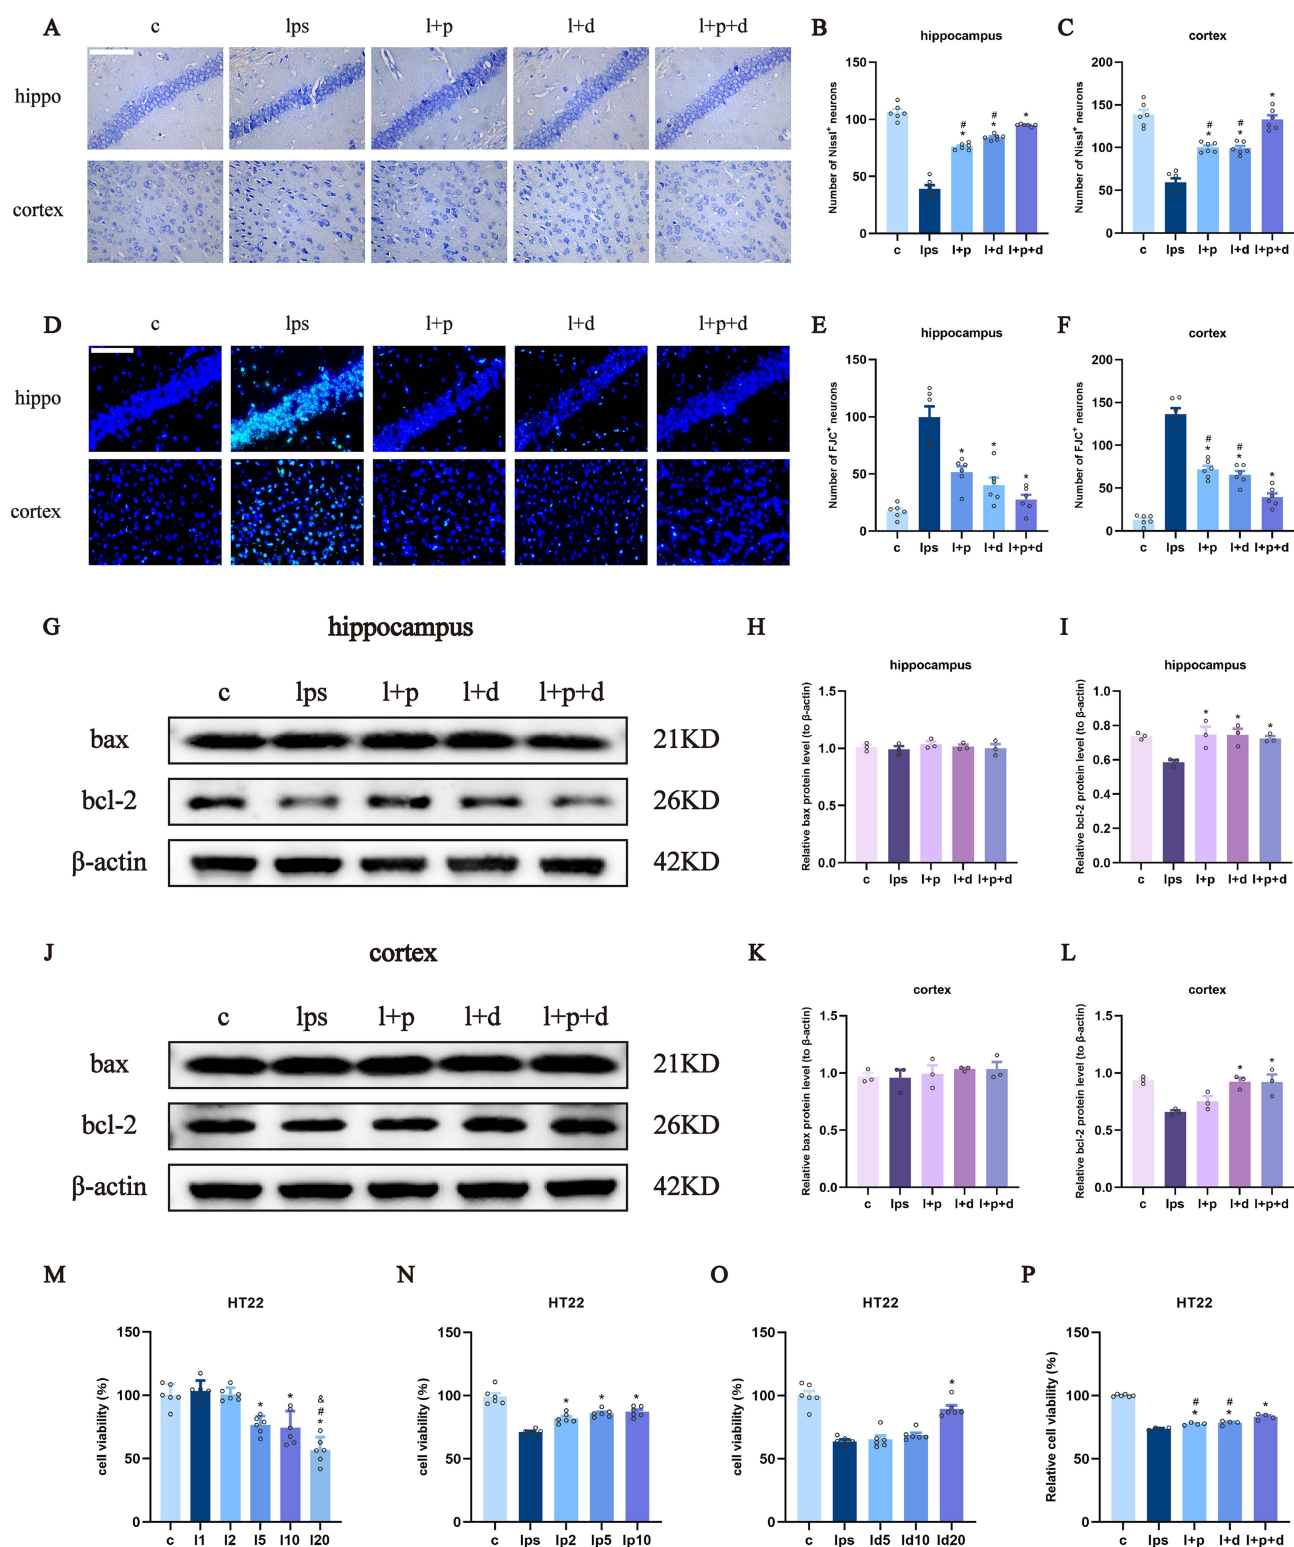 A
c
lps
l+p
l+d
l+p+d
hippo
cortex
B
hippocampus
Number of Nissl+ neurons
150
100
50
0
# *
# *
*
c
lps
l+p
l+d
l+p+d
C
cortex
Number of Nissl+ neurons
200
150
100
50
0
# *
# *
*
c
lps
l+p
l+d
l+p+d
D
c
lps
l+p
l+d
l+p+d
hippo
cortex
E
hippocampus
Number of FJC+ neurons
150
100
50
0
*
*
*
c
lps
l+p
l+d
l+p+d
F
cortex
Number of FJC+ neurons
200
150
100
50
0
# *
# *
*
c
lps
l+p
l+d
l+p+d
G
hippocampus
c
lps
l+p
l+d
l+p+d
bax
21KD
bcl-2
26KD
β-actin
42KD
H
hippocampus
Relative bax protein level (to β-actin)
1.5
1.0
0.5
0.0
c
lps
l+p
l+d
l+p+d
I
hippocampus
Relative bcl-2 protein level (to β-actin)
1.0
0.8
0.6
0.4
0.2
0.0
*
*
*
c
lps
l+p
l+d
l+p+d
J
cortex
c
lps
l+p
l+d
l+p+d
bax
21KD
bcl-2
26KD
β-actin
42KD
K
cortex
Relative bax protein level (to β-actin)
1.5
1.0
0.5
0.0
c
lps
l+p
l+d
l+p+d
L
cortex
Relative bcl-2 protein level (to β-actin)
1.5
1.0
0.5
0.0
*
*
c
lps
l+p
l+d
l+p+d
M
HT22
cell viability (%)
150
100
50
0
*
*
& # *
c
l1
l2
l5
l10
l20
N
HT22
cell viability (%)
150
100
50
0
*
*
*
c
lps
lp2
lp5
lp10
O
HT22
cell viability (%)
150
100
50
0
*
c
lps
ld5
ld10
ld20
P
HT22
Relative cell viability (%)
150
100
50
0
# *
# *
*
c
lps
l+p
l+d
l+p+d